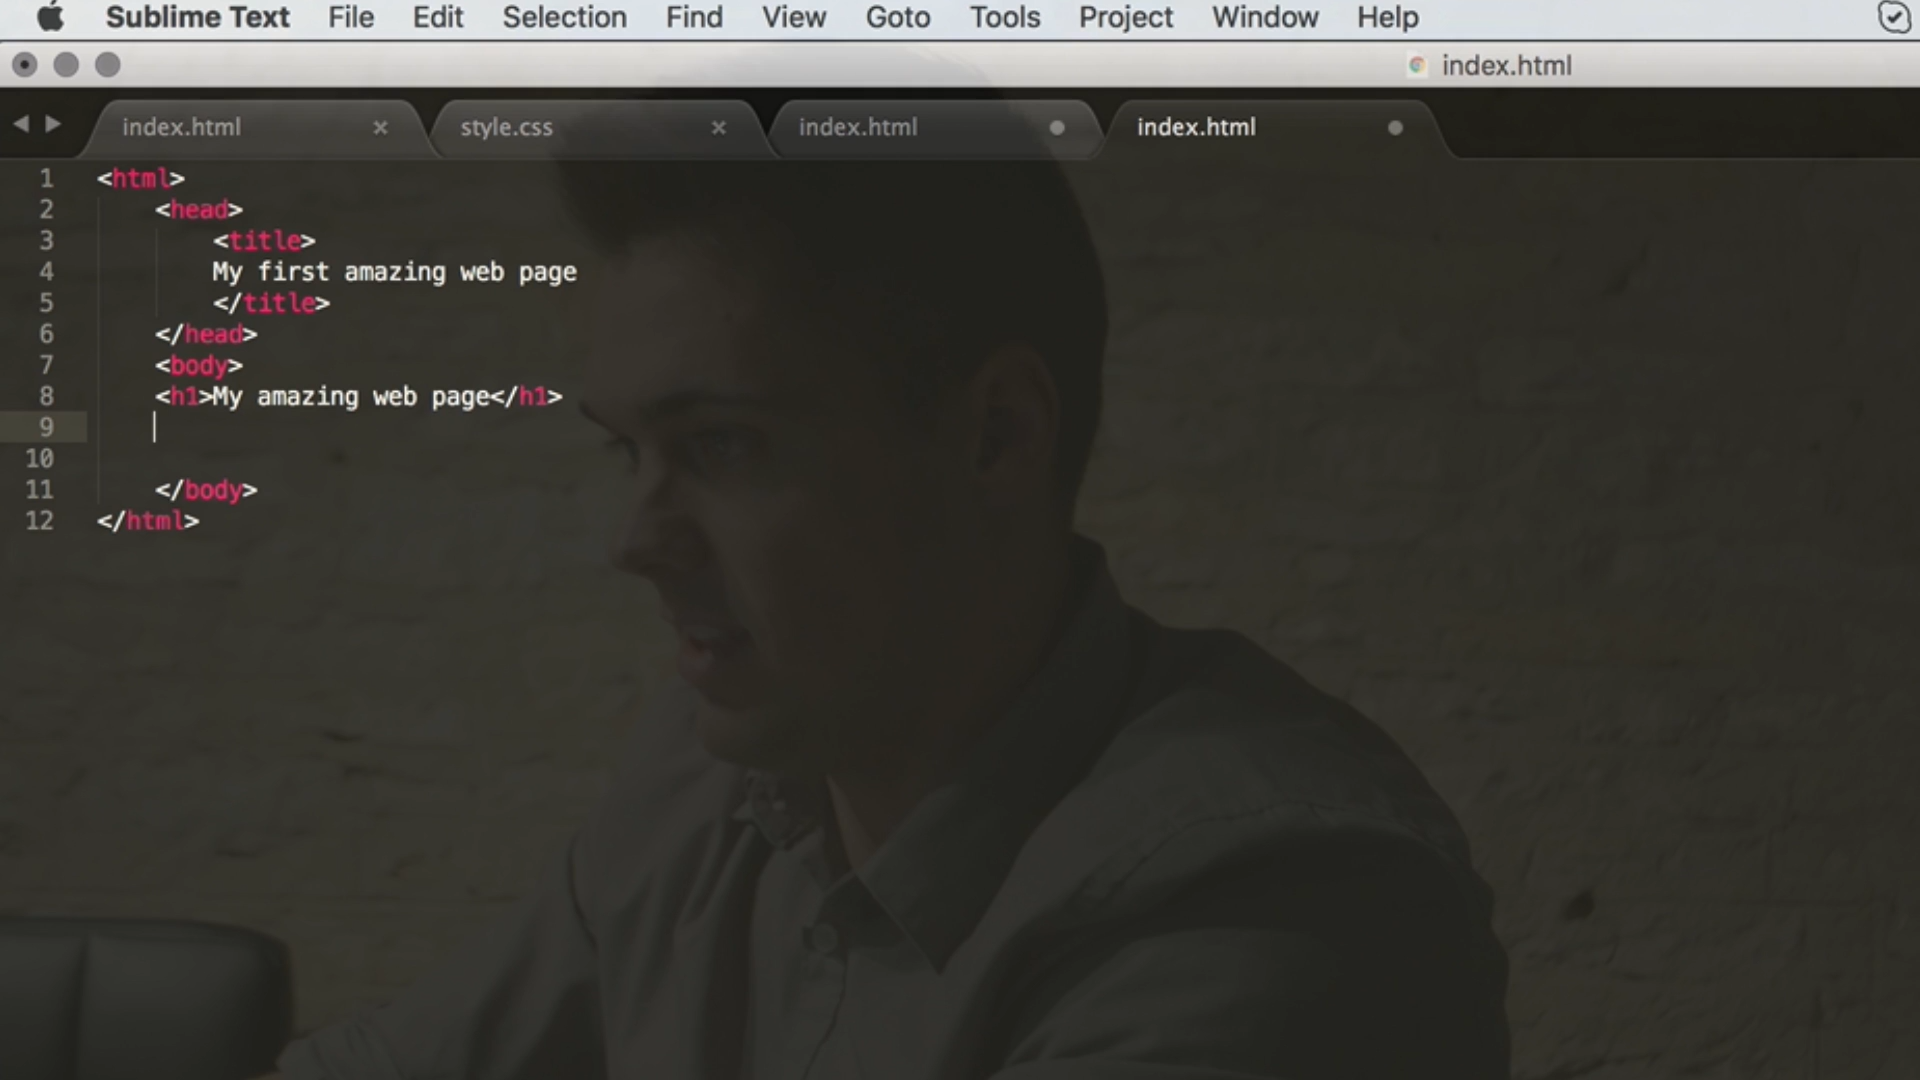 Sublime Text File Edit Selection Find View Goto Tools Project Window Help
index.html
index.html × style.css × index.html index.html
1 <html>
2 <head>
3 <title>
4 My first amazing web page
5 </title>
6 </head>
7 <body>
8 <h1>My amazing web page</h1>
9
10
11 </body>
12 </html>